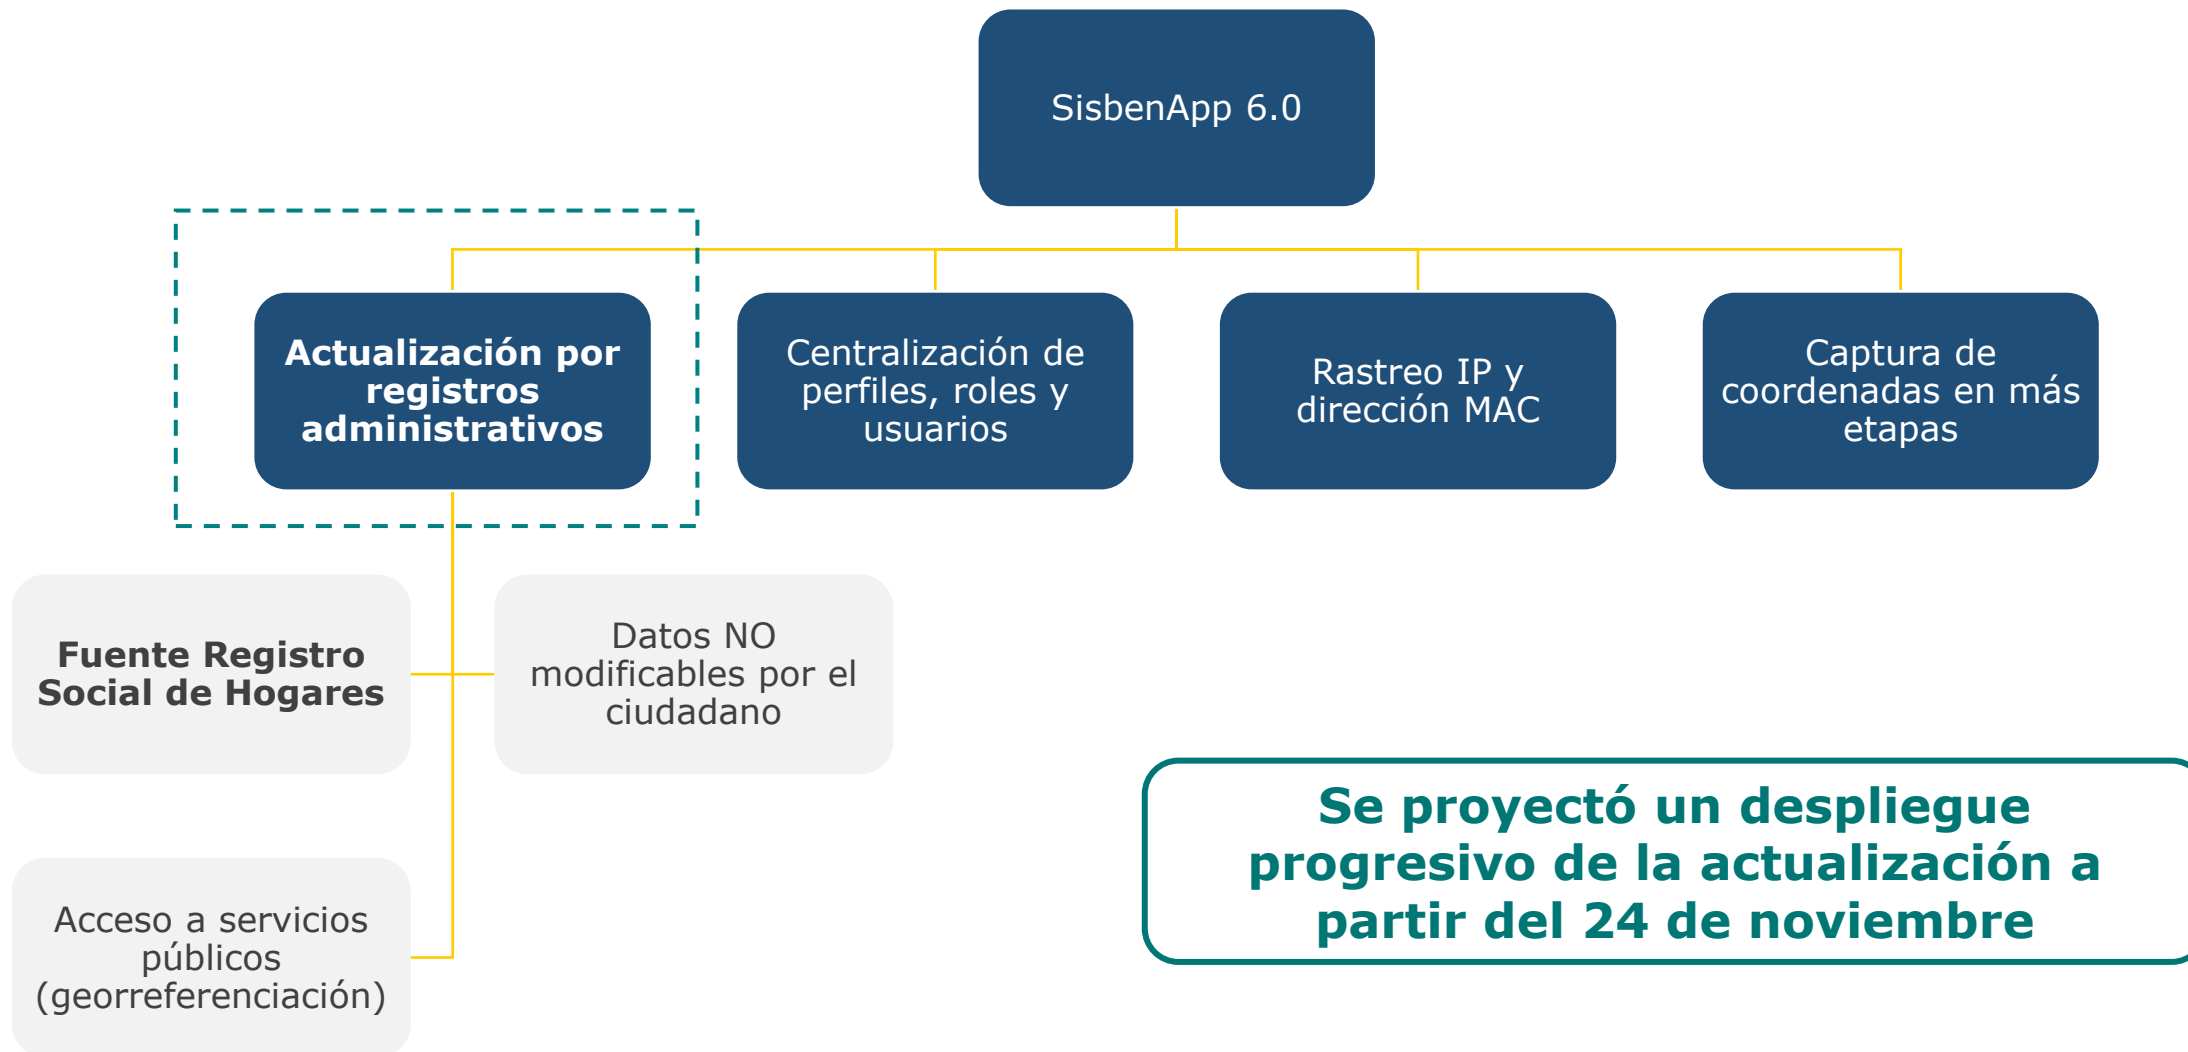 SisbenApp 6.0
Actualización por
registros
administrativos
Centralización de
perfiles, roles y
usuarios
Rastreo IP y
dirección MAC
Captura de
coordenadas en más
etapas
Fuente Registro
Social de Hogares
Datos NO
modificables por el
ciudadano
Acceso a servicios
públicos
(georreferenciación)
Se proyectó un despliegue
progresivo de la actualización a
partir del 24 de noviembre